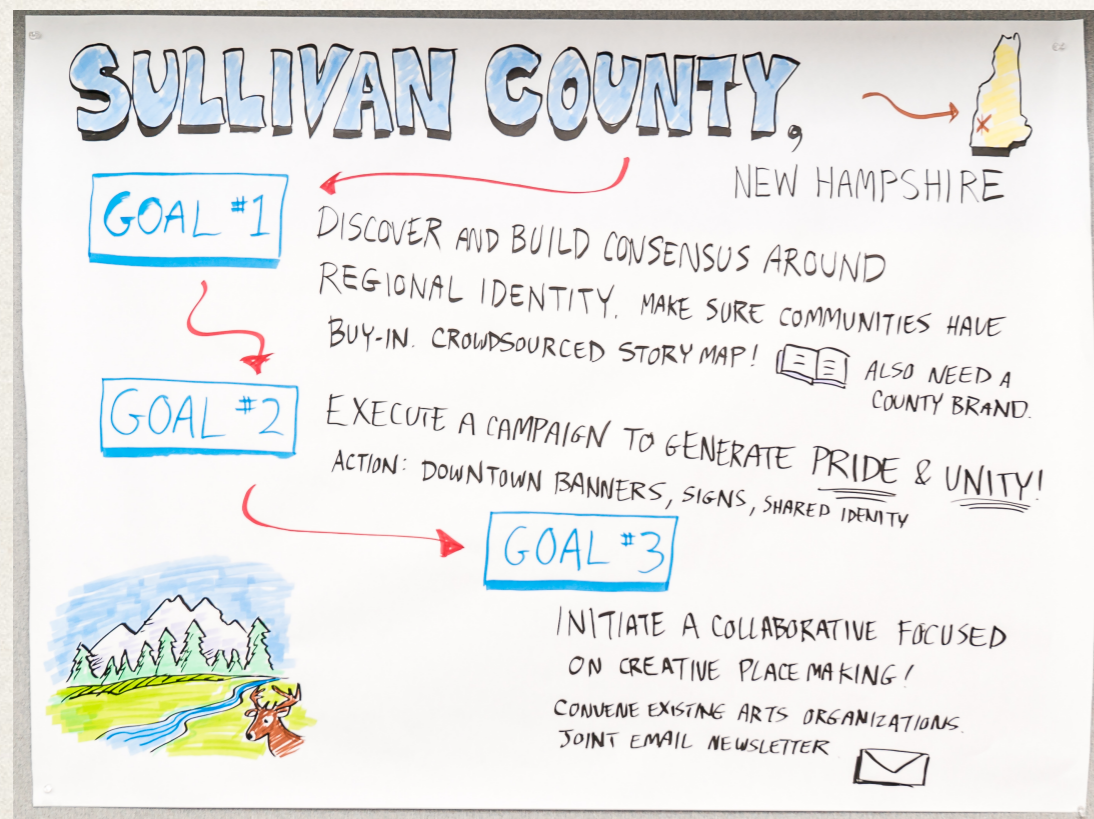 SULLIVAN COUNTY,
NEW HAMPSHIRE
GOAL #1
DISCOVER AND BUILD CONSENSUS AROUND
REGIONAL IDENTITY. MAKE SURE COMMUNITIES HAVE
BUY-IN. CROWDSOURCED STORY MAP!
ALSO NEED A
COUNTY BRAND.
GOAL #2
EXECUTE A CAMPAIGN TO GENERATE PRIDE & UNITY!
ACTION: DOWNTOWN BANNERS, SIGNS, SHARED IDENITY
GOAL #3
INITIATE A COLLABORATIVE FOCUSED
ON CREATIVE PLACEMAKING!
CONVENE EXISTING ARTS ORGANIZATIONS.
JOINT EMAIL NEWSLETTER